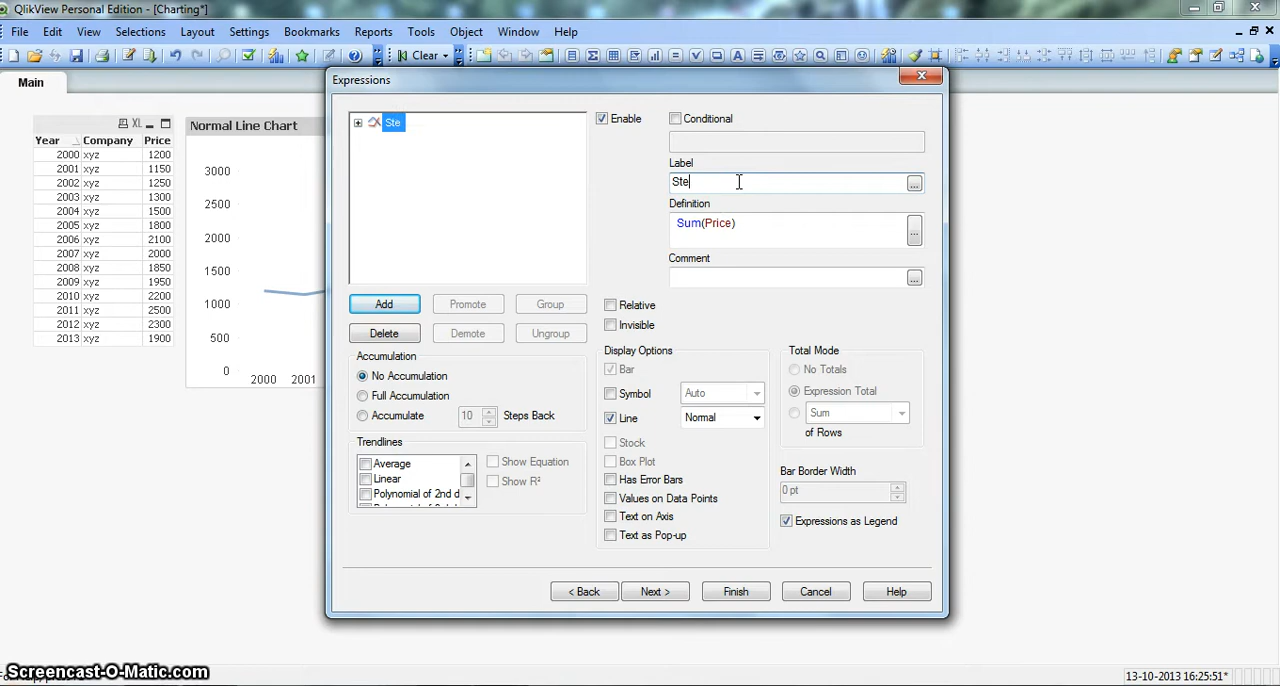 QlikView Personal Edition - [Charting*]
File Edit View Selections Layout Settings Bookmarks Reports Tools Object Window Help
Clear
Main
XL
Year Company Price
2000 xyz 1200
2001 xyz 1150
2002 xyz 1250
2003 xyz 1300
2004 xyz 1500
2005 xyz 1800
2006 xyz 2100
2007 xyz 2000
2008 xyz 1850
2009 xyz 1950
2010 xyz 2200
2011 xyz 2500
2012 xyz 2300
2013 xyz 1900
Normal Line Chart
3000
2500
2000
1500
1000
500
0
2000 2001
Expressions
Ste
Enable
Conditional
Label
Ste
Definition
Sum(Price)
Comment
Add Promote Group
Delete Demote Ungroup
Accumulation
No Accumulation
Full Accumulation
Accumulate 10 Steps Back
Trendlines
Average
Linear
Polynomial of 2nd d
Show Equation
Show R²
Relative
Invisible
Display Options
Bar
Symbol Auto
Line Normal
Stock
Box Plot
Has Error Bars
Values on Data Points
Text on Axis
Text as Pop-up
Total Mode
No Totals
Expression Total
Sum
of Rows
Bar Border Width
0 pt
Expressions as Legend
< Back Next > Finish Cancel Help
Screencast-O-Matic.com
13-10-2013 16:25:51*